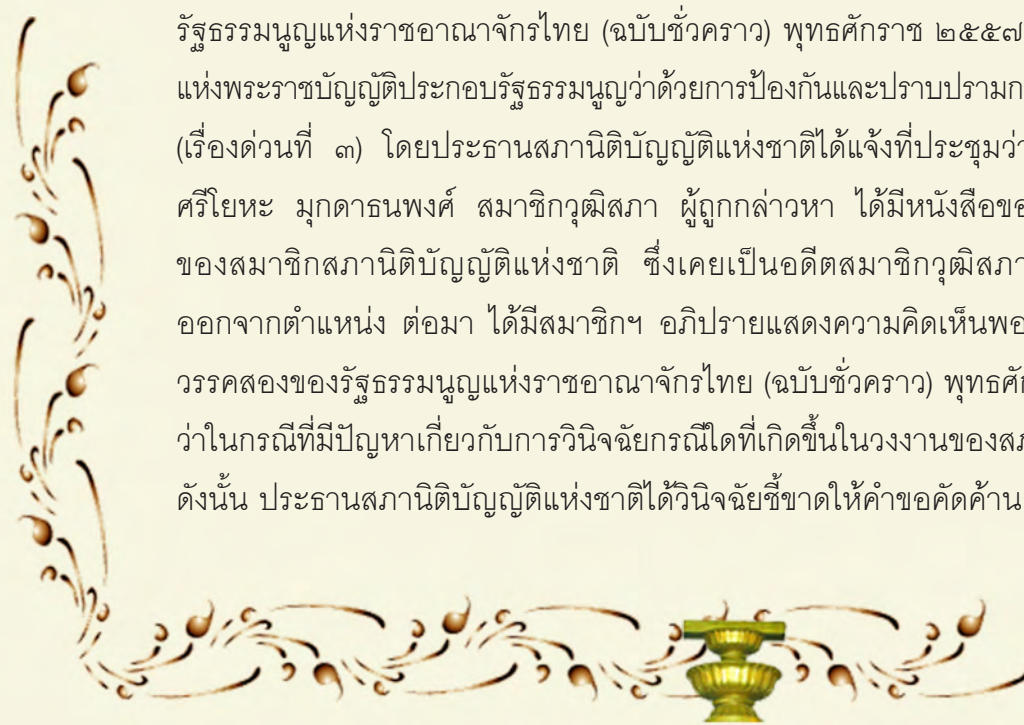 รัฐธรรมนูญแห่งราชอาณาจักรไทย (ฉบับชั่วคราว) พุทธศักราช ๒๕๕๗
แห่งพระราชบัญญัติประกอบรัฐธรรมนูญว่าด้วยการป้องกันและปราบปรามก
(เรื่องด่วนที่ ๓) โดยประธานสภานิติบัญญัติแห่งชาติได้แจ้งที่ประชุมว่า
ศรีโยหะ มุกดาธนพงศ์ สมาชิกวุฒิสภา ผู้ถูกกล่าวหา ได้มีหนังสือขอ
ของสมาชิกสภานิติบัญญัติแห่งชาติ ซึ่งเคยเป็นอดีตสมาชิกวุฒิสภา
ออกจากตำแหน่ง ต่อมา ได้มีสมาชิกฯ อภิปรายแสดงความคิดเห็นพอ
วรรคสองของรัฐธรรมนูญแห่งราชอาณาจักรไทย (ฉบับชั่วคราว) พุทธศัก
ว่าในกรณีที่มีปัญหาเกี่ยวกับการวินิจฉัยกรณีใดที่เกิดขึ้นในวงงานของสภ
ดังนั้น ประธานสภานิติบัญญัติแห่งชาติได้วินิจฉัยชี้ขาดให้คำขอคัดค้าน